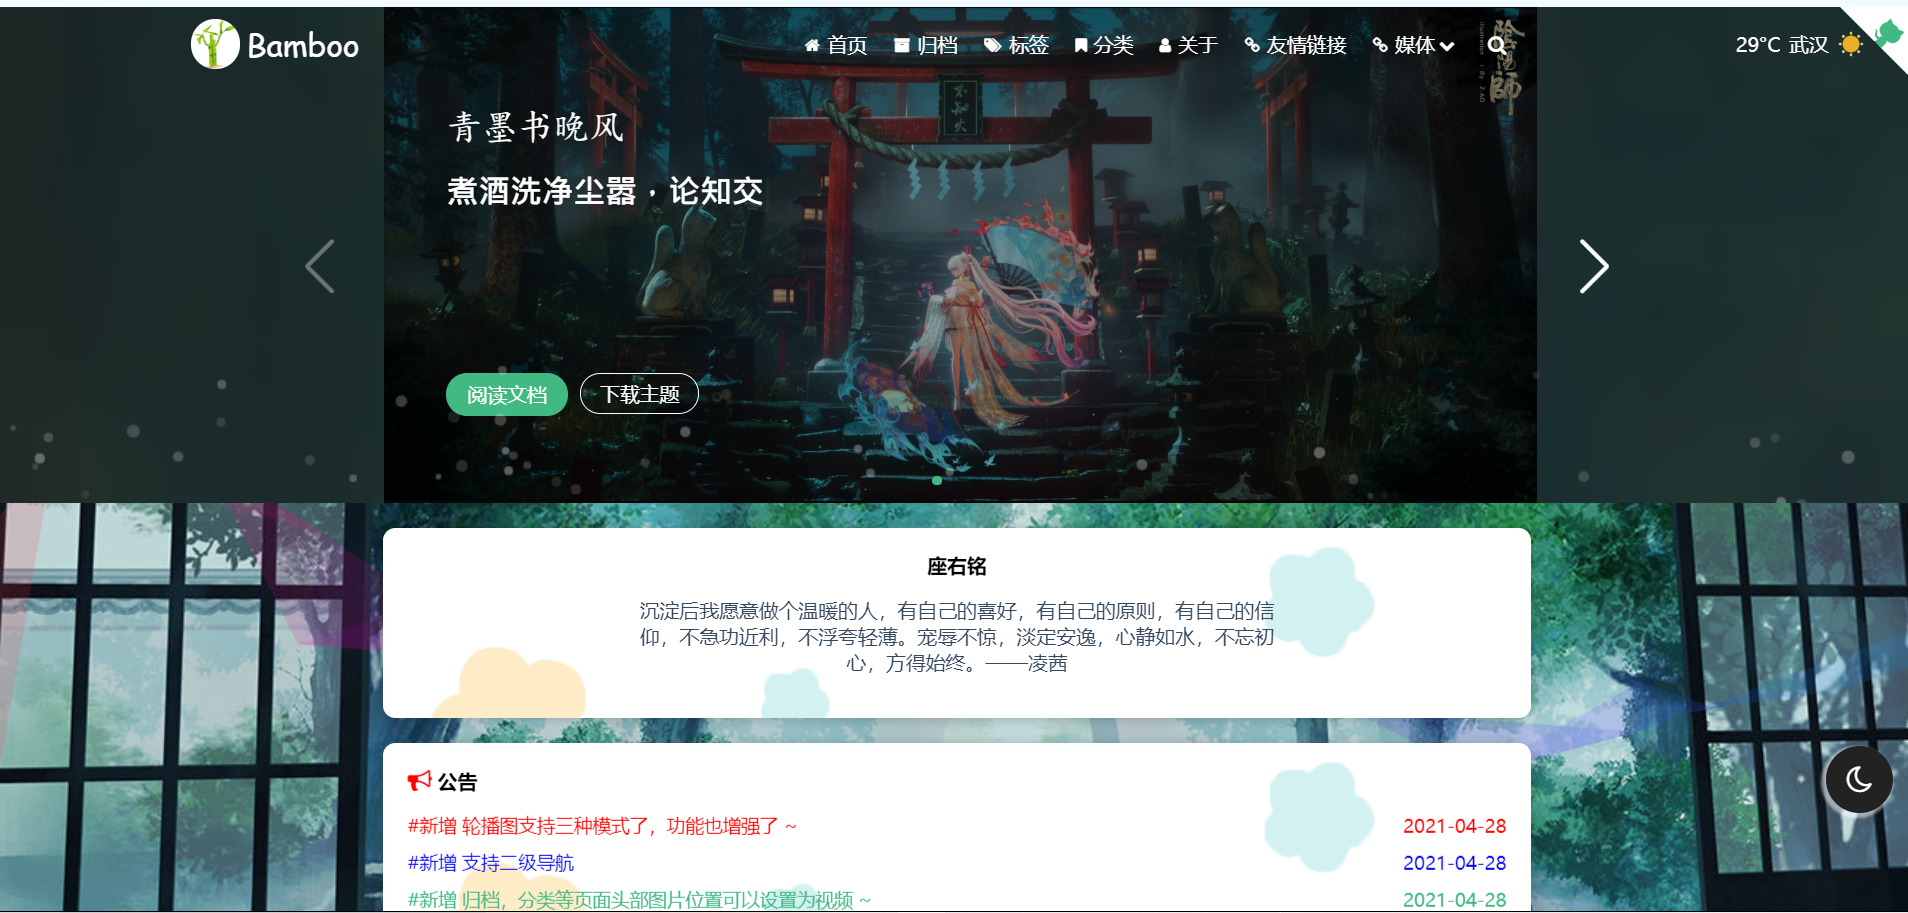 Bamboo
首页 归档 标签 分类 关于 友情链接 媒体
29°C 武汉
不知火
青墨书晚风
煮酒洗净尘嚣·论知交
阅读文档 下载主题
座右铭
沉淀后我愿意做个温暖的人，有自己的喜好，有自己的原则，有自己的信
仰，不急功近利，不浮夸轻薄。宠辱不惊，淡定安逸，心静如水，不忘初
心，方得始终。——凌茜
公告
#新增 轮播图支持三种模式了，功能也增强了 ~ 2021-04-28
#新增 支持二级导航 2021-04-28
#新增 归档，分类等页面头部图片位置可以设置为视频 ~ 2021-04-28